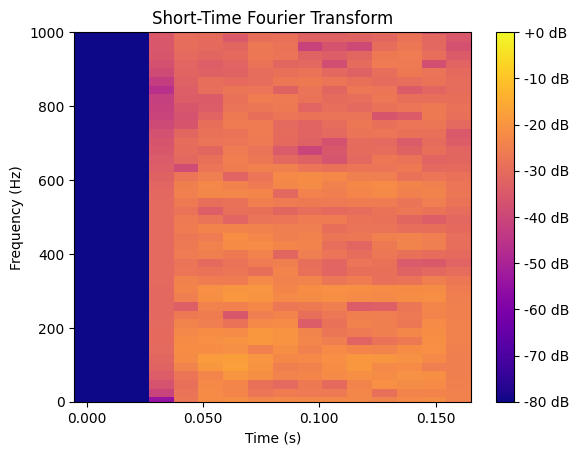 Short-Time Fourier Transform
1000
800
600
400
200
0
Frequency (Hz)
0.000
0.050
0.100
0.150
Time (s)
+0 dB
-10 dB
-20 dB
-30 dB
-40 dB
-50 dB
-60 dB
-70 dB
-80 dB